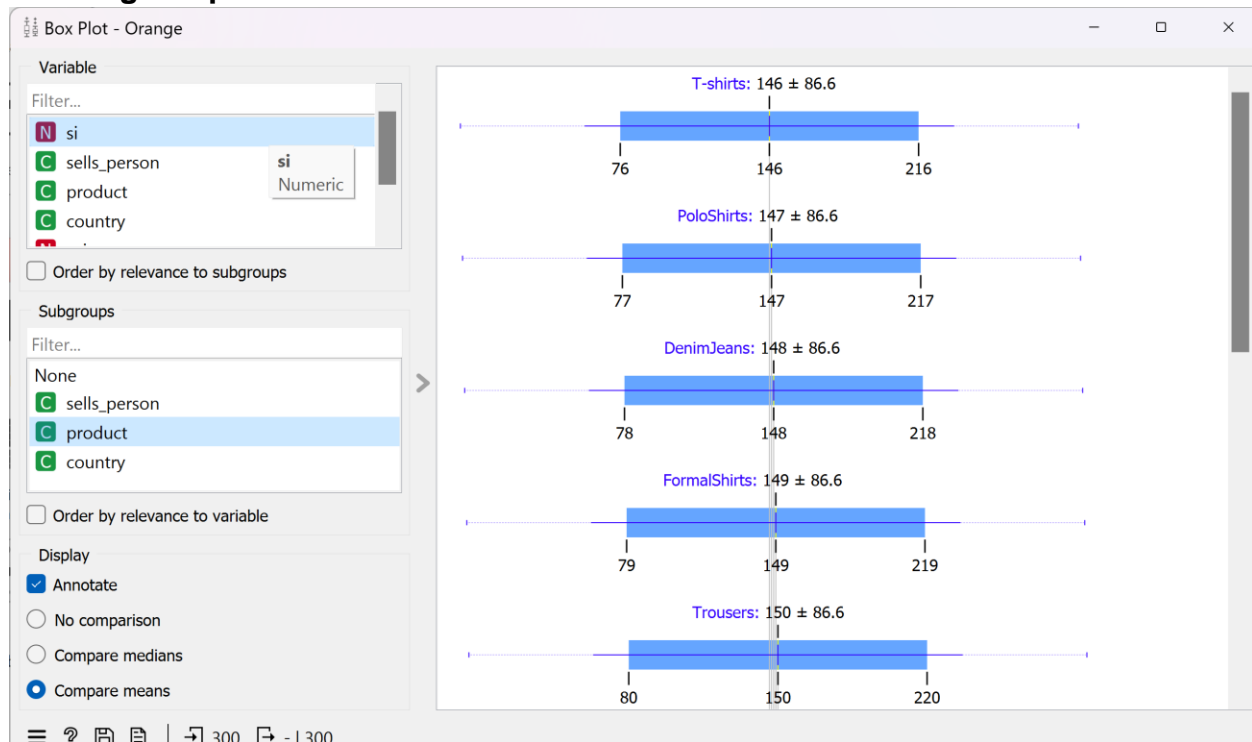 Box Plot - Orange
Variable
Filter...
N si
C sells_person
C product
C country
si
Numeric
Order by relevance to subgroups
Subgroups
Filter...
None
C sells_person
C product
C country
Order by relevance to variable
Display
Annotate
No comparison
Compare medians
Compare means
300
- | 300
T-shirts: 146 ± 86.6
76 146 216
PoloShirts: 147 ± 86.6
77 147 217
DenimJeans: 148 ± 86.6
78 148 218
FormalShirts: 149 ± 86.6
79 149 219
Trousers: 150 ± 86.6
80 150 220